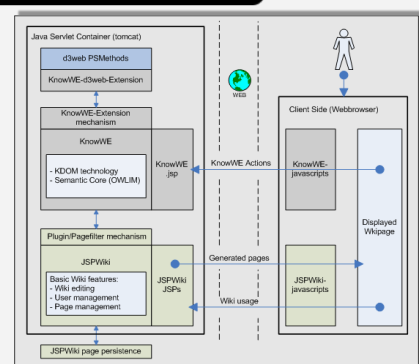 Java Servlet Container (tomcat)
d3web PSMethods
KnowWE-d3web-Extension
KnowWE-Extension
mechanism
KnowWE
- KDOM technology
- Semantic Core (OWLIM)
KnowWE
.jsp
Plugin/Pagefilter mechanism
JSPWiki
Basic Wiki features:
- Wiki editing
- User management
- Page management
JSPWiki
JSPs
JSPWiki page persistence
WEB
KnowWE Actions
Generated pages
Wiki usage
Client Side (Webbrowser)
KnowWE-
javascripts
JSPWiki-
javascripts
Displayed
Wkipage